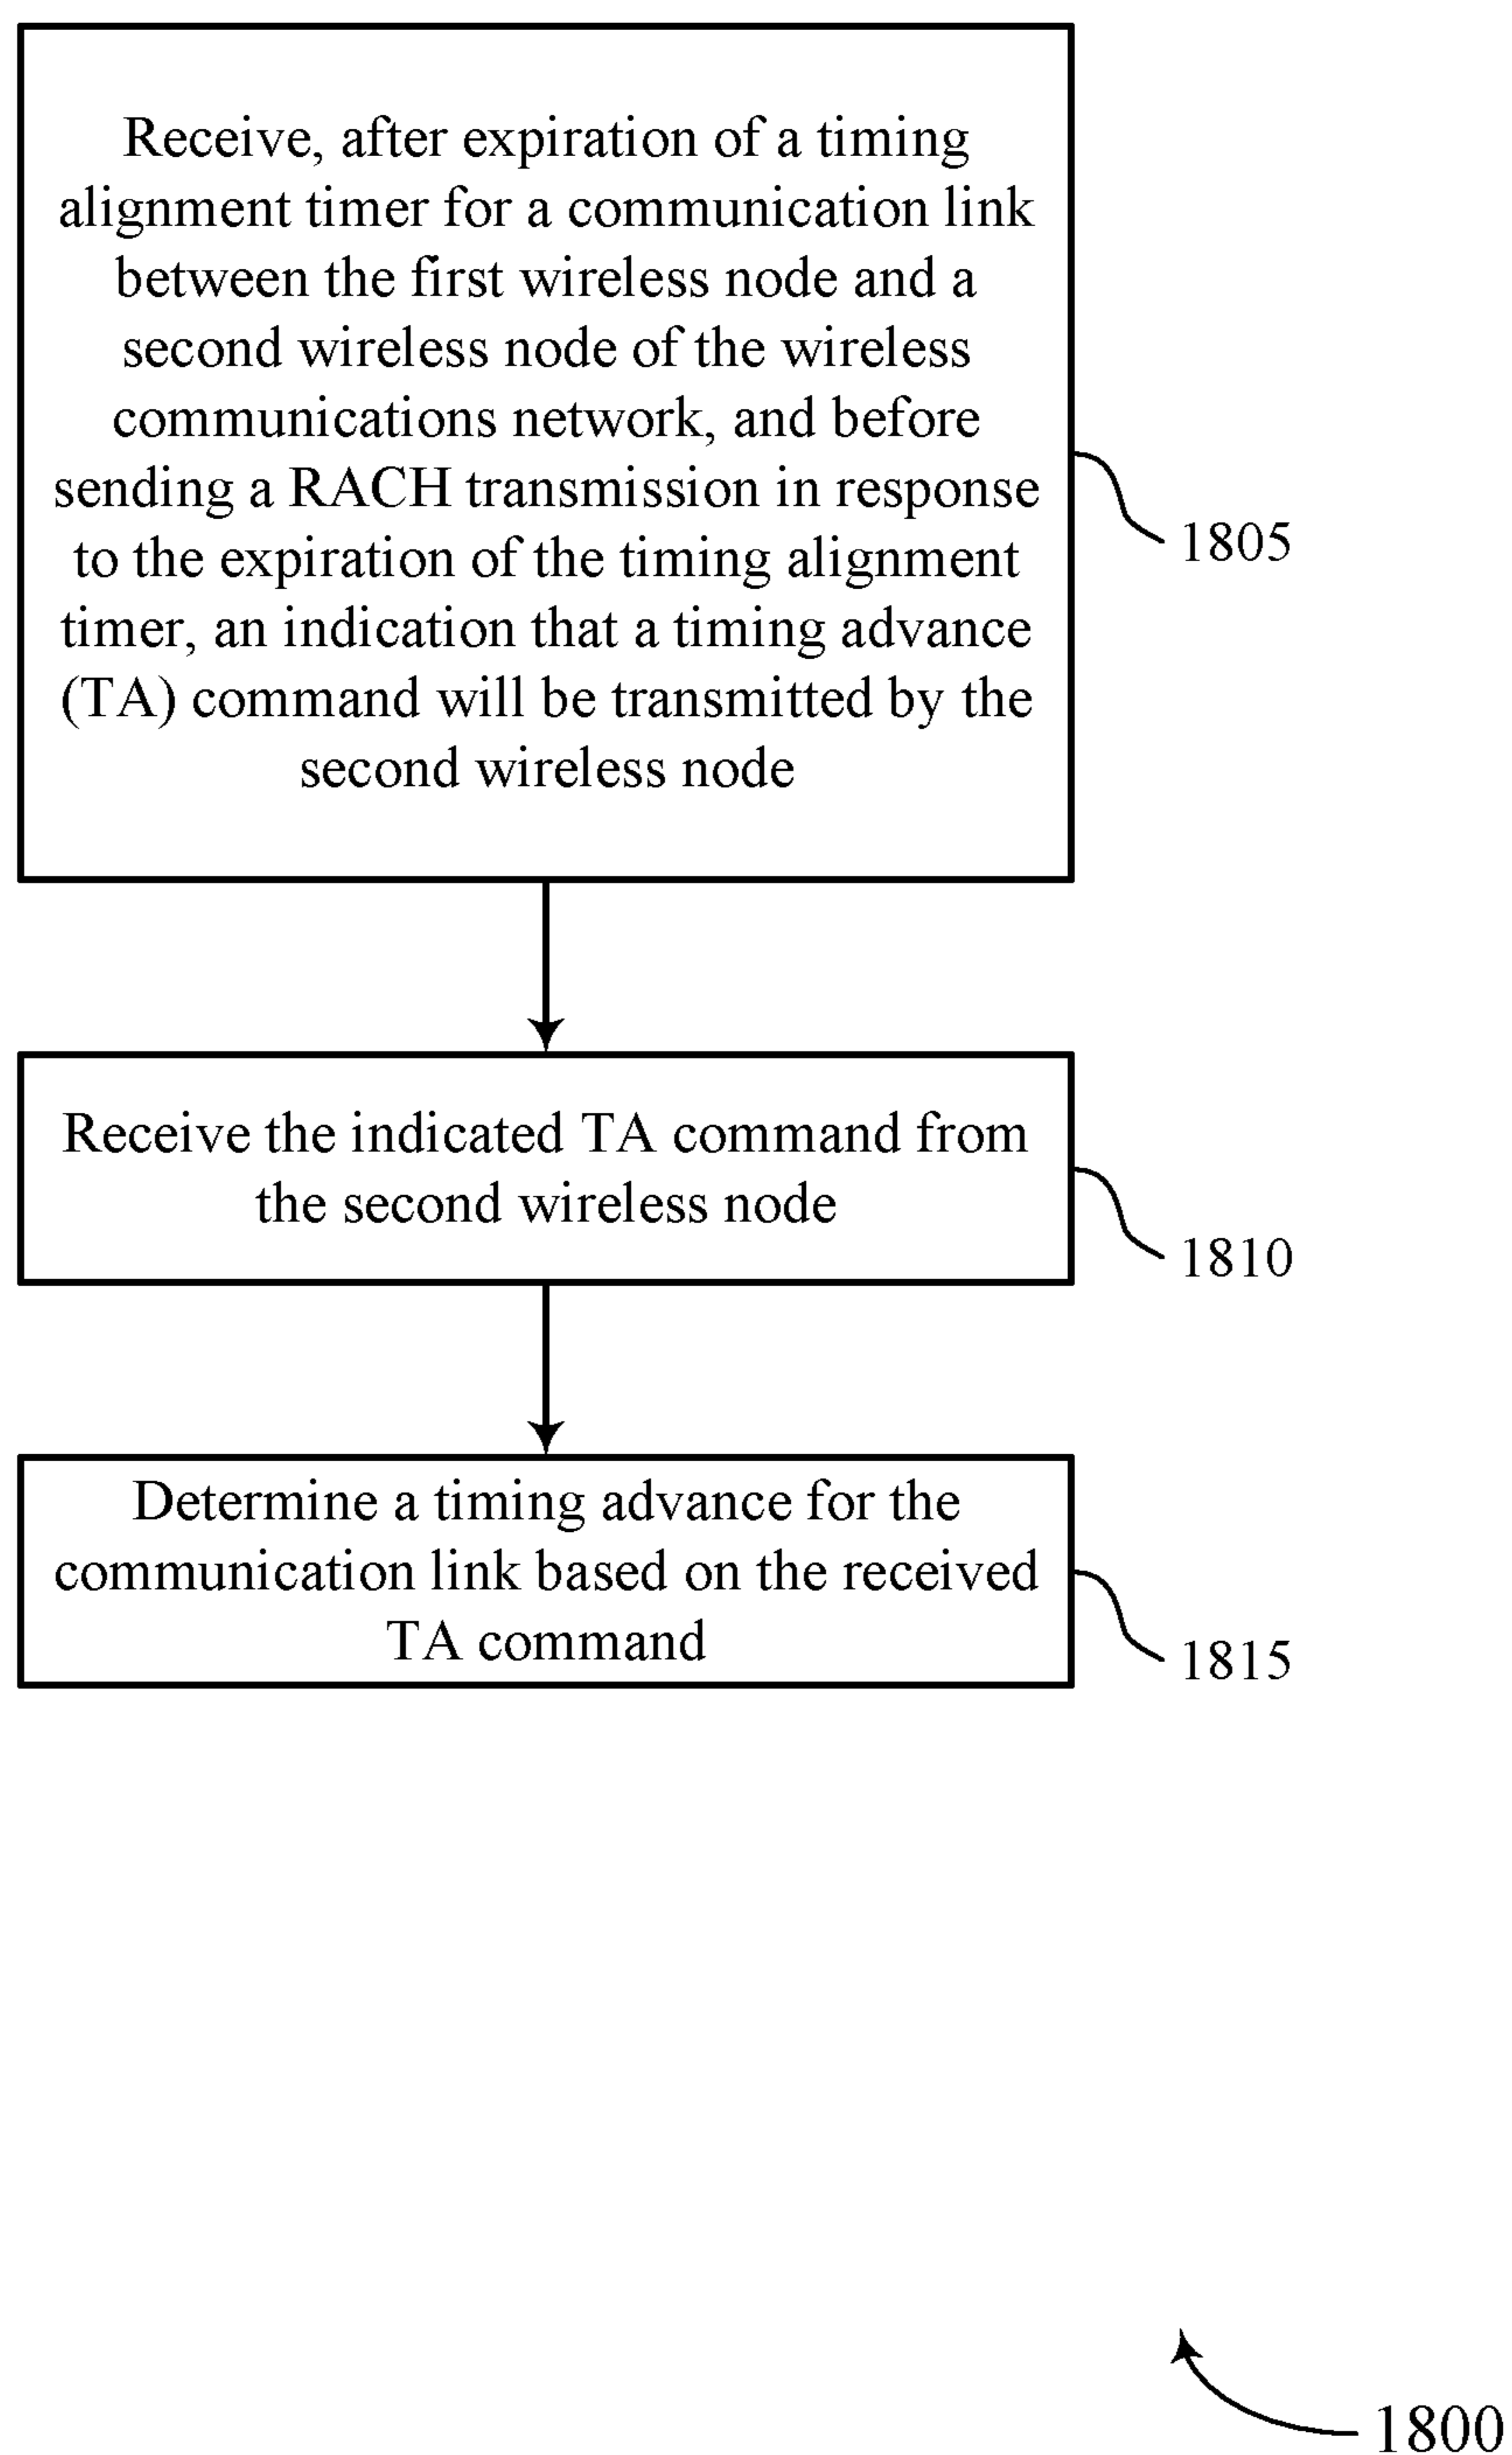 Receive, after expiration of a timing
alignment timer for a communication link
between the first wireless node and a
second wireless node of the wireless
communications network, and before
sending a RACH transmission in response
to the expiration of the timing alignment
timer, an indication that a timing advance
(TA) command will be transmitted by the
second wireless node
1805
Receive the indicated TA command from
the second wireless node
1810
Determine a timing advance for the
communication link based on the received
TA command
1815
1800